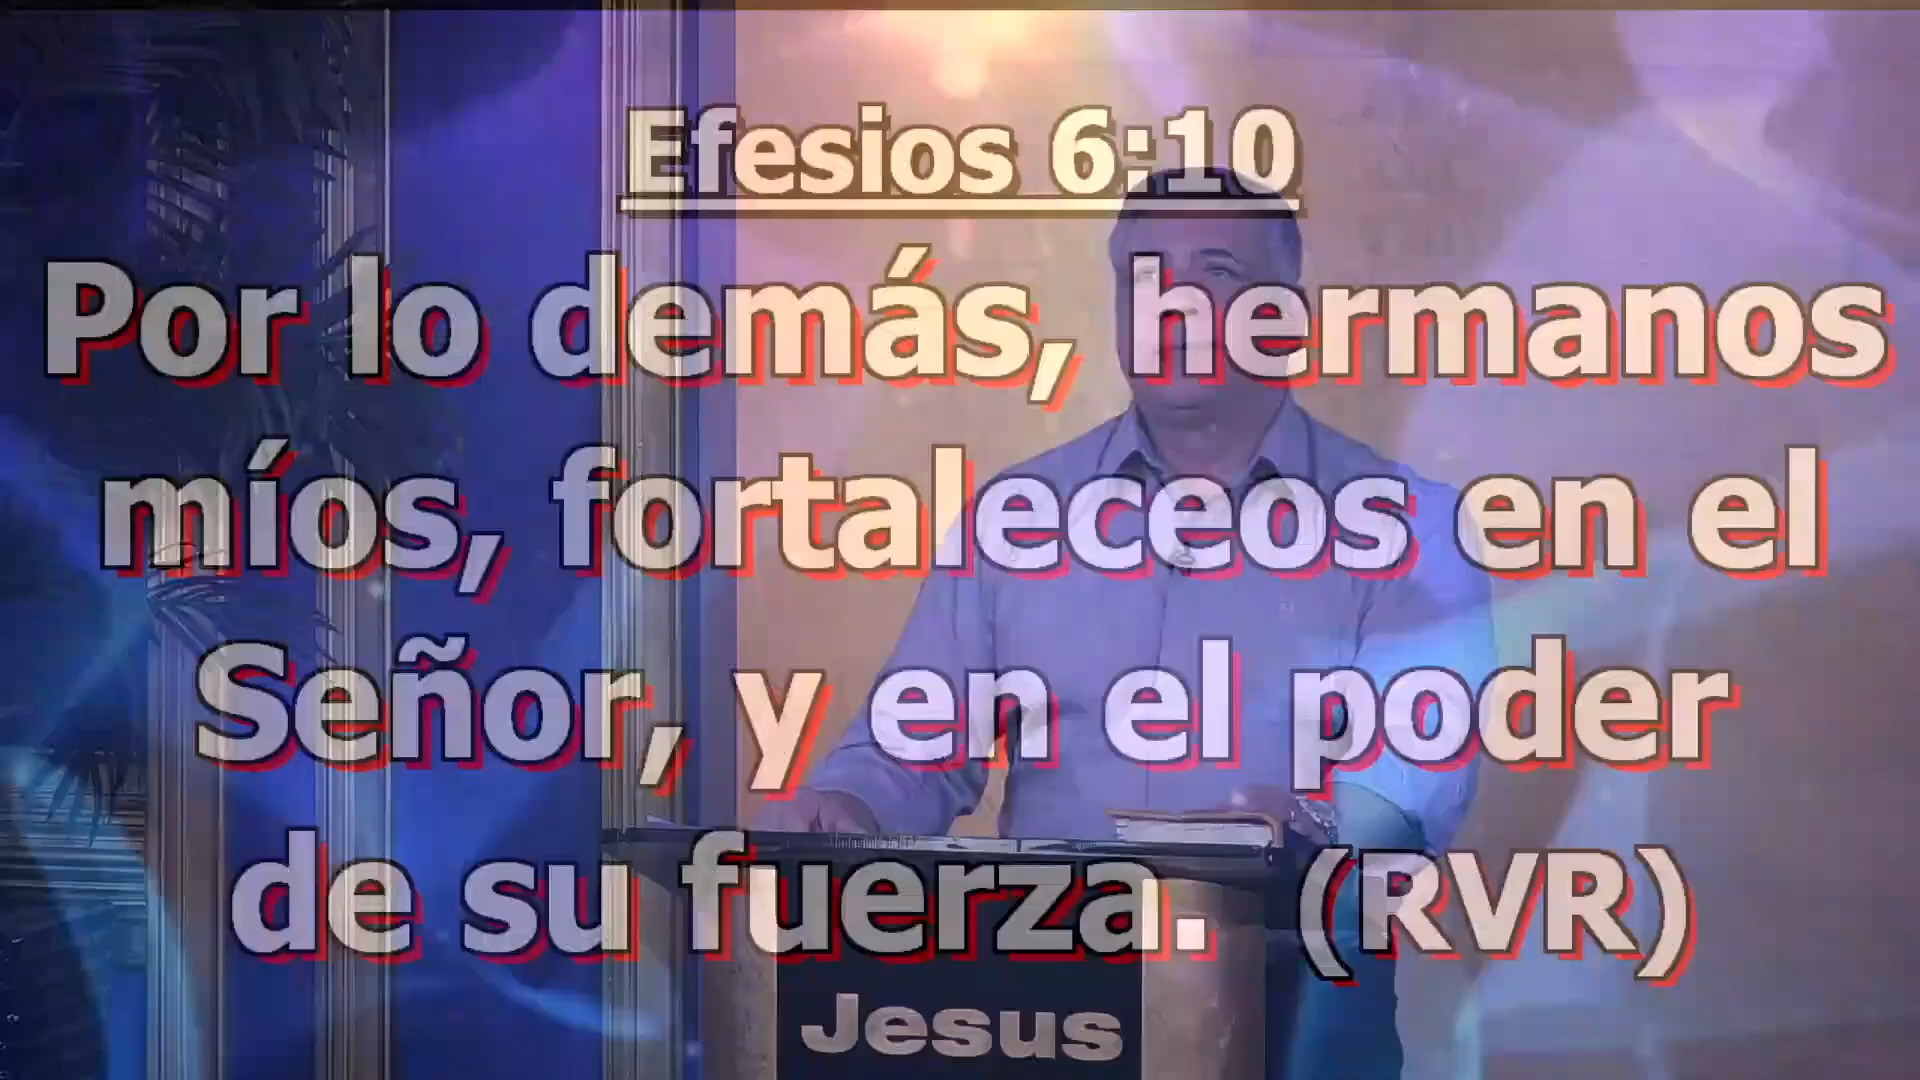 Efesios 6:10
Por lo demás, hermanos
míos, fortaleceos en el
Señor, y en el poder
de su fuerza. (RVR)
Jesus